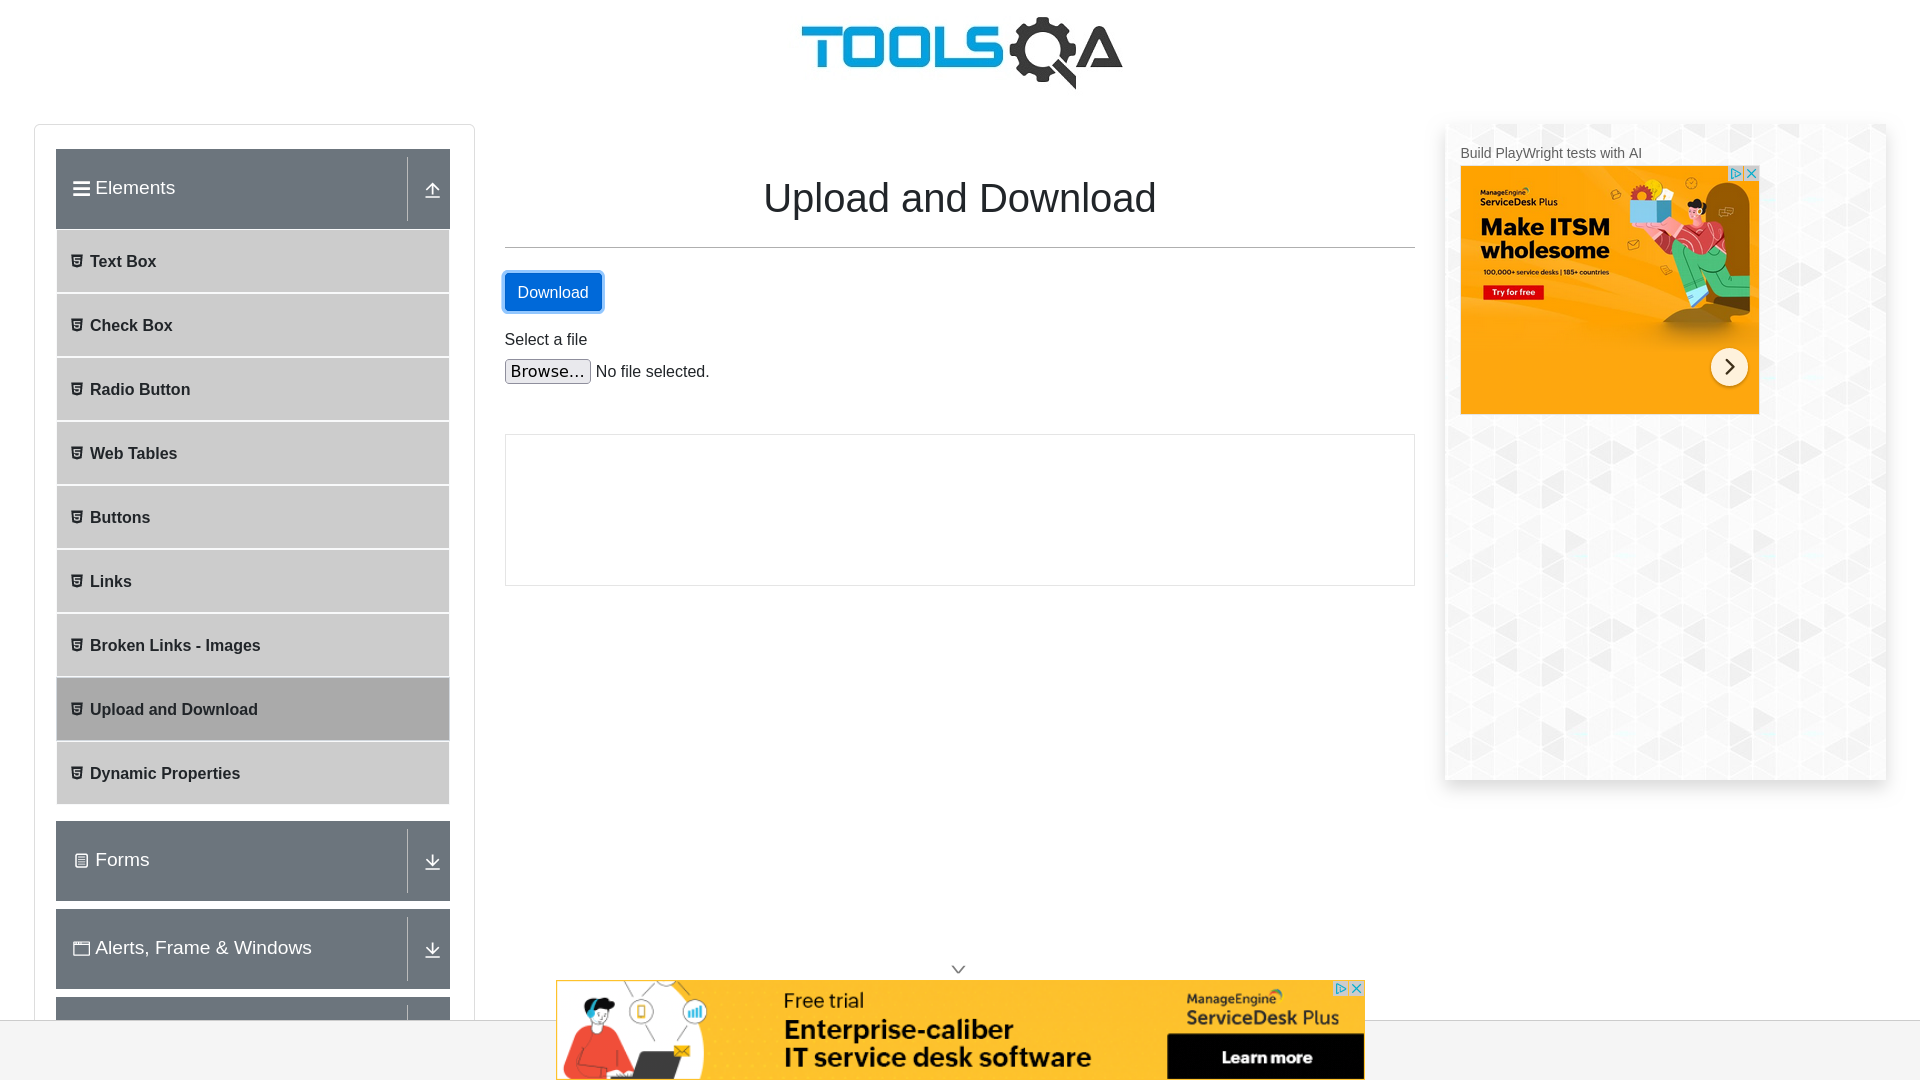 TOOLSQA
Elements
Text Box
Check Box
Radio Button
Web Tables
Buttons
Links
Broken Links - Images
Upload and Download
Dynamic Properties
Forms
Alerts, Frame & Windows
Upload and Download
Download
Select a file
Browse... No file selected.
Build PlayWright tests with AI
ManageEngine
ServiceDesk Plus
Make ITSM
wholesome
100,000+ service desks | 185+ countries
Try for free
Free trial
Enterprise-caliber
IT service desk software
ManageEngine
ServiceDesk Plus
Learn more